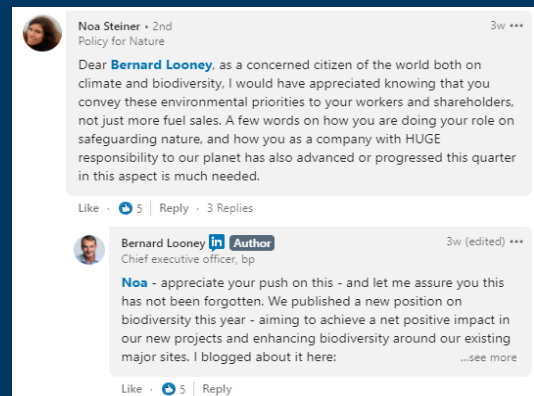 Noa Steiner • 2nd
3w •••
Policy for Nature
Dear Bernard Looney, as a concerned citizen of the world both on
climate and biodiversity, I would have appreciated knowing that you
convey these environmental priorities to your workers and shareholders,
not just more fuel sales. A few words on how you are doing your role on
safeguarding nature, and how you as a company with HUGE
responsibility to our planet has also advanced or progressed this quarter
in this aspect is much needed.
Like · 5 | Reply · 3 Replies
Bernard Looney in Author
3w (edited) •••
Chief executive officer, bp
Noa - appreciate your push on this - and let me assure you this
has not been forgotten. We published a new position on
biodiversity this year - aiming to achieve a net positive impact in
our new projects and enhancing biodiversity around our existing
major sites. I blogged about it here: ...see more
Like · 5 | Reply